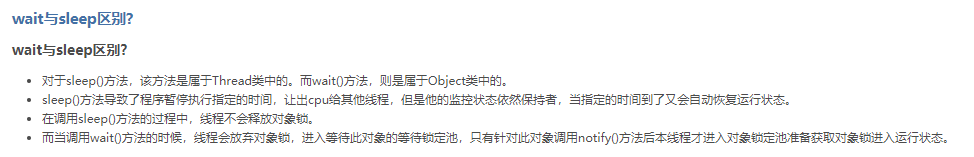 wait与sleep区别?
wait与sleep区别?
• 对于sleep()方法，该方法是属于Thread类中的。而wait()方法，则是属于Object类中的。
• sleep()方法导致了程序暂停执行指定的时间，让出cpu给其他线程，但是他的监控状态依然保持者，当指定的时间到了又会自动恢复运行状态。
• 在调用sleep()方法的过程中，线程不会释放对象锁。
• 而当调用wait()方法的时候，线程会放弃对象锁，进入等待此对象的等待锁定池，只有针对此对象调用notify()方法后本线程才进入对象锁定池准备获取对象锁进入运行状态。